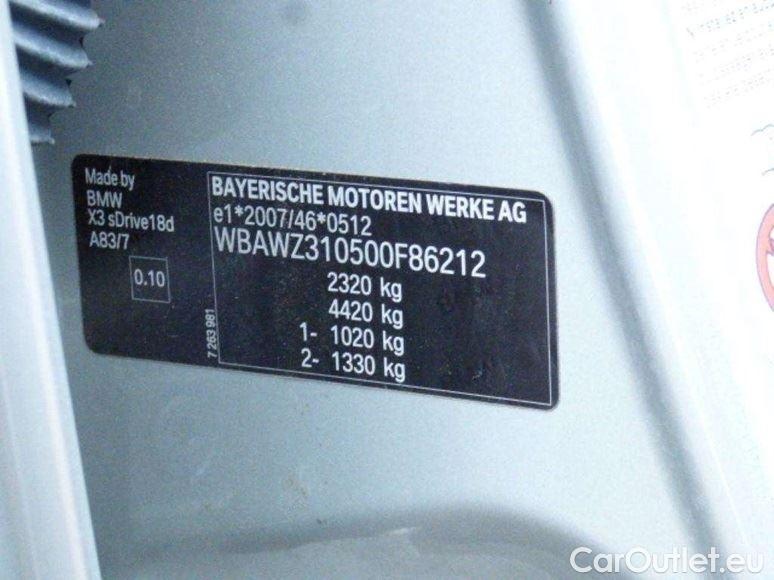 Made by
BMW
X3 sDrive18d
A83/7
0.10
7 263 981
BAYERISCHE MOTOREN WERKE AG
e1*2007/46*0512
WBAWZ310500F86212
2320 kg
4420 kg
1- 1020 kg
2- 1330 kg
CarOutlet.eu